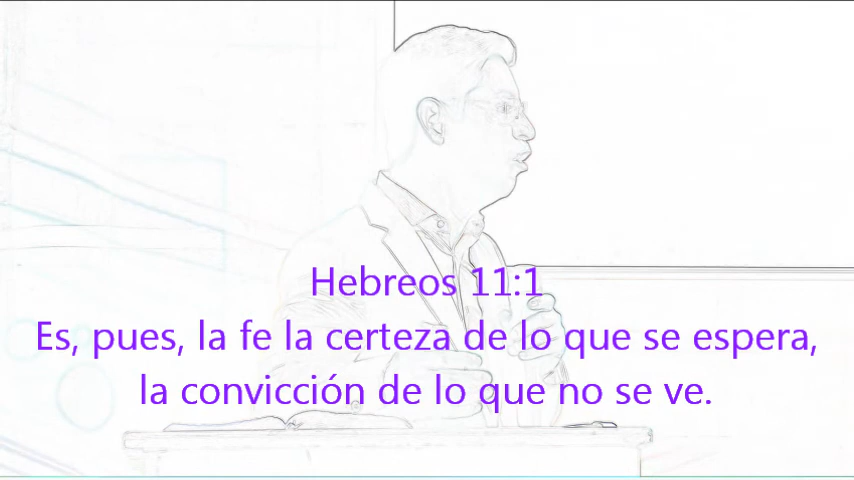 Hebreos 11:1
Es, pues, la fe la certeza de lo que se espera,
la convicción de lo que no se ve.